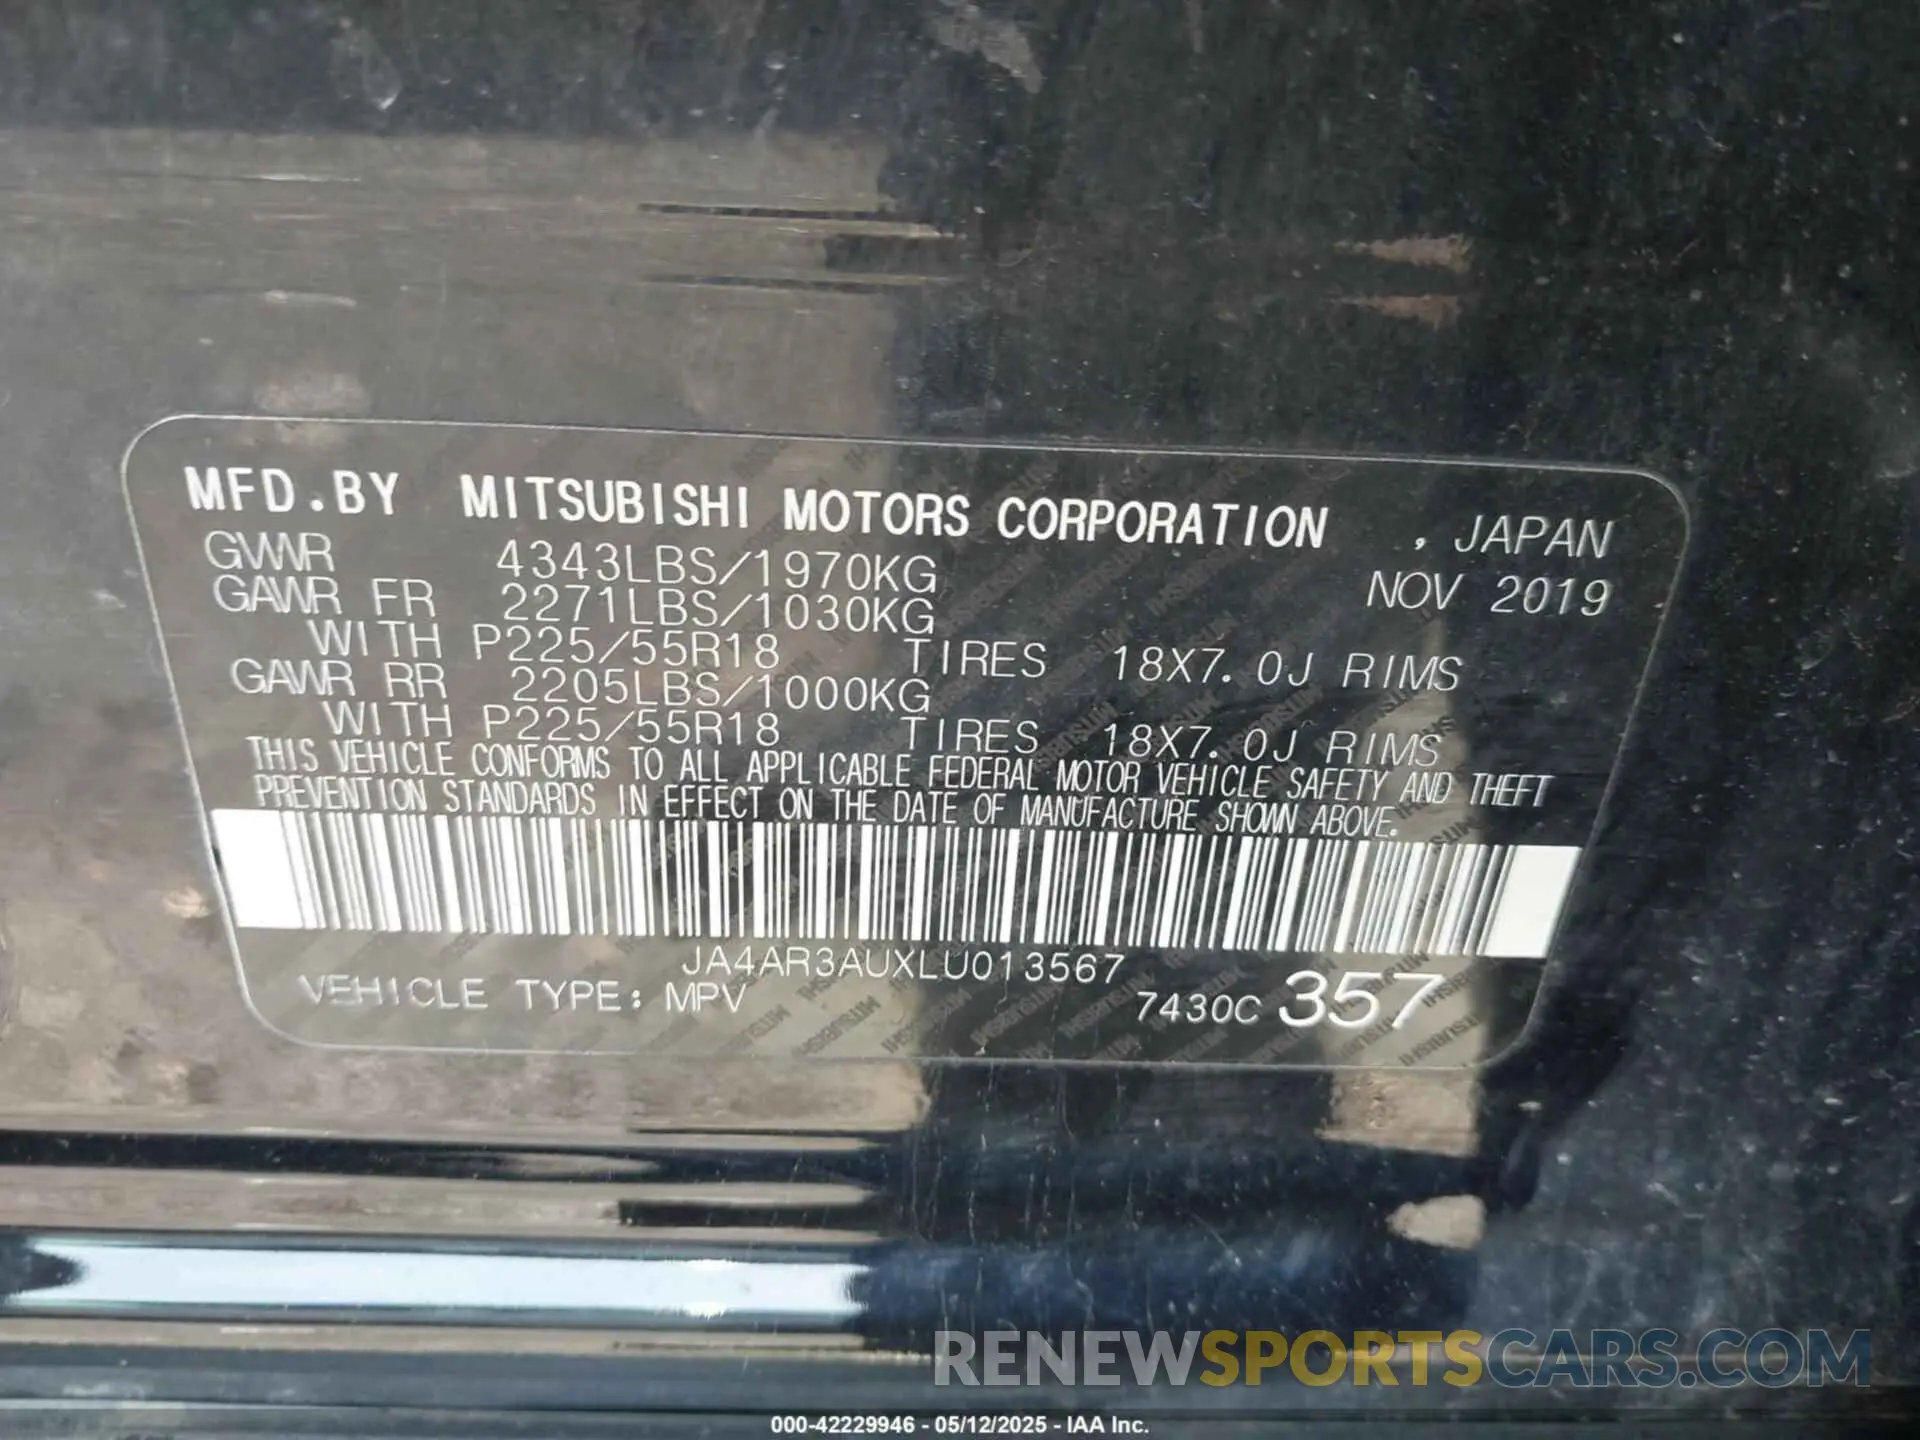 MFD.BY MITSUBISHI MOTORS CORPORATION , JAPAN
GVWR 4343LBS/1970KG NOV 2019
GAWR FR 2271LBS/1030KG
WITH P225/55R18 TIRES 18X7.0J RIMS
GAWR RR 2205LBS/1000KG
WITH P225/55R18 TIRES 18X7.0J RIMS
THIS VEHICLE CONFORMS TO ALL APPLICABLE FEDERAL MOTOR VEHICLE SAFETY AND THEFT
PREVENTION STANDARDS IN EFFECT ON THE DATE OF MANUFACTURE SHOWN ABOVE.
JA4AR3AUXLU013567
VEHICLE TYPE: MPV 7430C 357
RENEWSPORTSCARS.COM
000-42229946 - 05/12/2025 - IAA Inc.